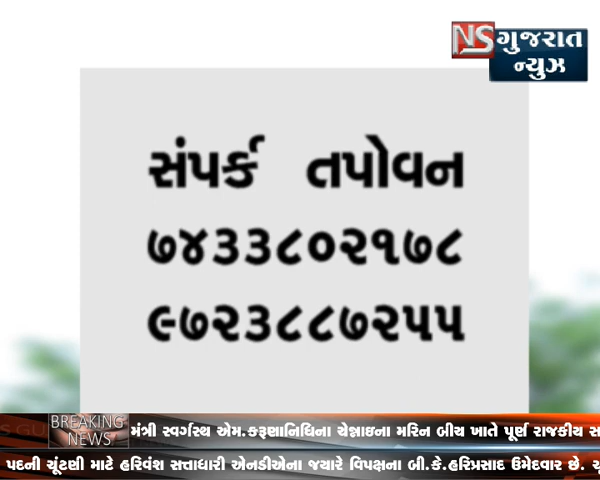 NS ગુજરાત
ન્યુઝ
સંપર્ક તપોવન
૭૪૩૩૮૦૨૧૭૮
૯૭૨૩૮૮૭૨૫૫
BREAKING
NEWS
મંત્રી સ્વર્ગસ્થ એમ.કરૂણાનિધિના ચેન્નાઇના મરિન બીચ ખાતે પૂર્ણ રાજકીય
પદની ચૂંટણી માટે હરિવંશ સત્તાધારી એનડીએના જ્યારે વિપક્ષના બી.કે.હરિપ્રસાદ ઉમેદવાર છે.